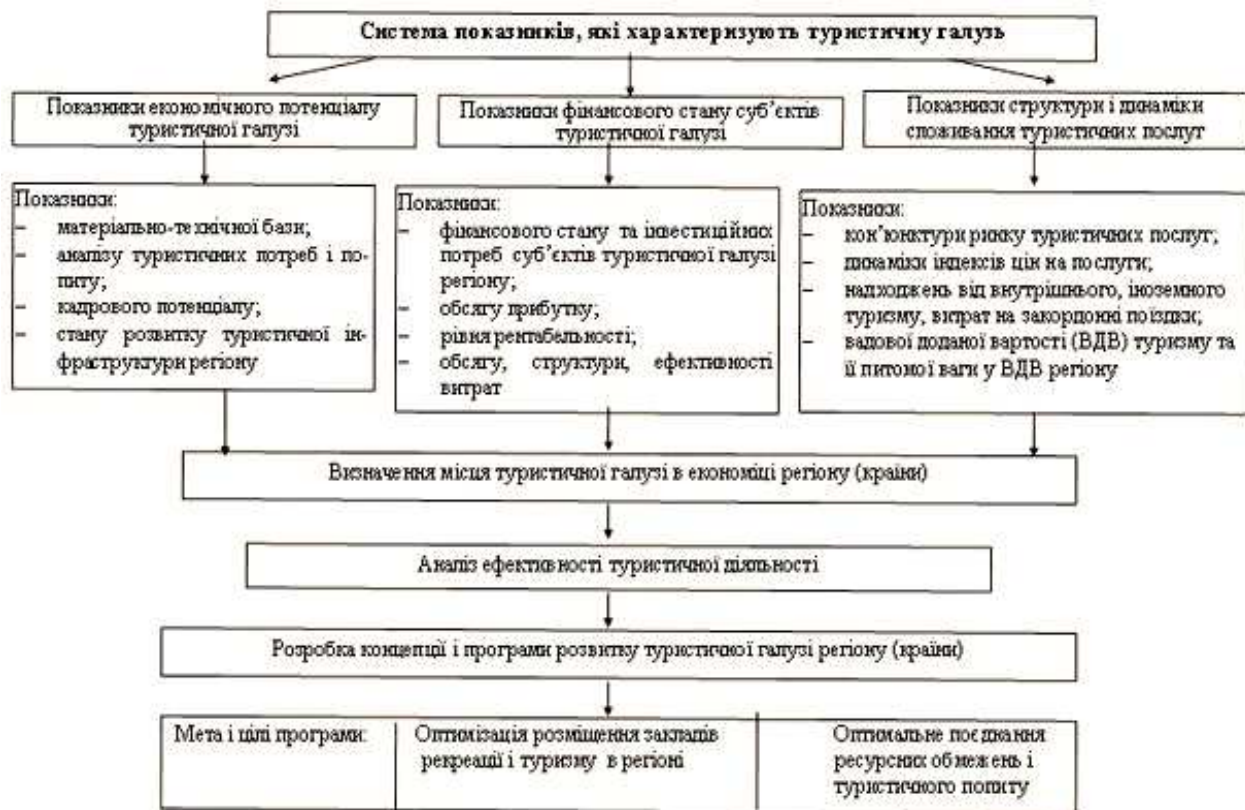 Система показників, які характеризують туристичну галузь
Показники економічного потенціалу
туристичної галузі
Показники фінансового стану суб’єктів
туристичної галузі
Показники структури і динаміки
споживання туристичних послуг
Показники:
– матеріально-технічної бази;
– аналізу туристичних потреб і по-
питу;
– кадрового потенціалу;
– стану розвитку туристичної ін-
фраструктури регіону
Показники:
– фінансового стану та інвестиційних
потреб суб’єктів туристичної галузі
регіону;
– обсягу прибутку;
– рівня рентабельності;
– обсягу, структури, ефективності
витрат
Показники:
– кон’юнктури ринку туристичних послуг;
– динаміки індексів цін на послуги;
– надходжень від внутрішнього, іноземного
туризму, витрат на закордонні поїздки;
– вадової доданої вартості (ВДВ) туризму та
її питомої ваги у ВДВ регіону
Визначення місця туристичної галузі в економіці регіону (країни)
Аналіз ефективності туристичної діяльності
Розробка концепції і програми розвитку туристичної галузі регіону (країни)
Мета і цілі програми:
Оптимізація розміщення закладів
рекреації і туризму в регіоні
Оптимальне поєднання
ресурсних обмежень і
туристичного попиту